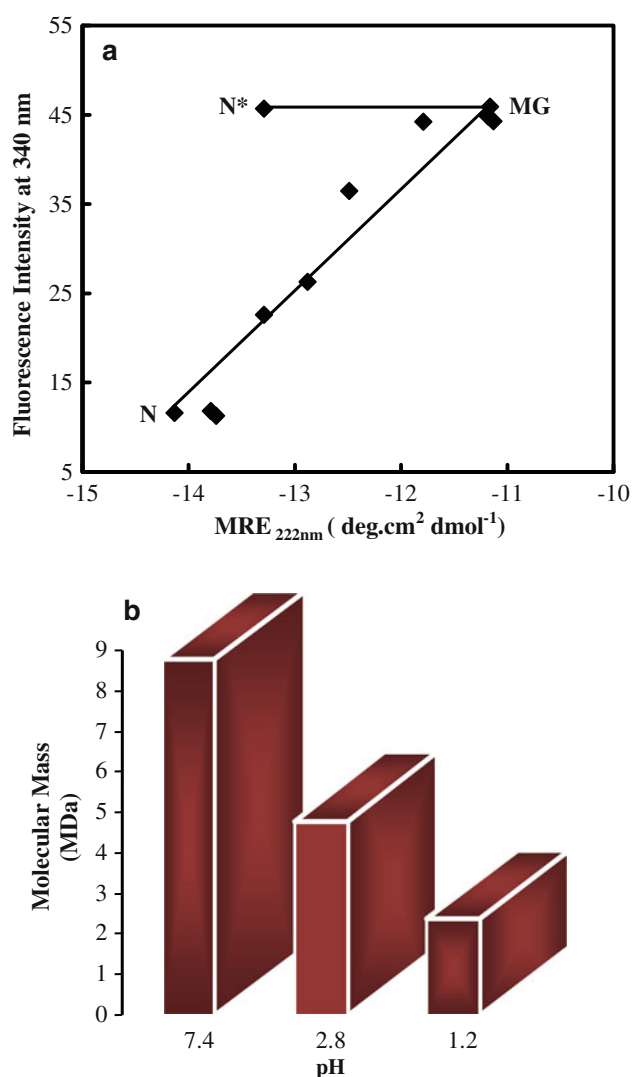 a
Fluorescence Intensity at 340 nm
55
45
35
25
15
5
N*
MG
N
-15
-14
-13
-12
-11
-10
MRE 222nm ( deg.cm² dmol⁻¹)
b
Molecular Mass
(MDa)
9
8
7
6
5
4
3
2
1
0
7.4
2.8
1.2
pH